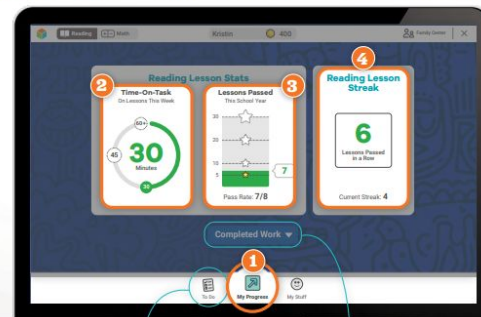 Reading
Math
Kristin
400
Family Center
X
Reading Lesson Stats
2
Time-On-Task
On Lessons This Week
60+
45
30
Minutes
30
3
Lessons Passed
This School Year
30
20
10
5
7
Pass Rate: 7/8
4
Reading Lesson
Streak
6
Lessons Passed
in a Row
Current Streak: 4
Completed Work
1
To Do
My Progress
My Stuff